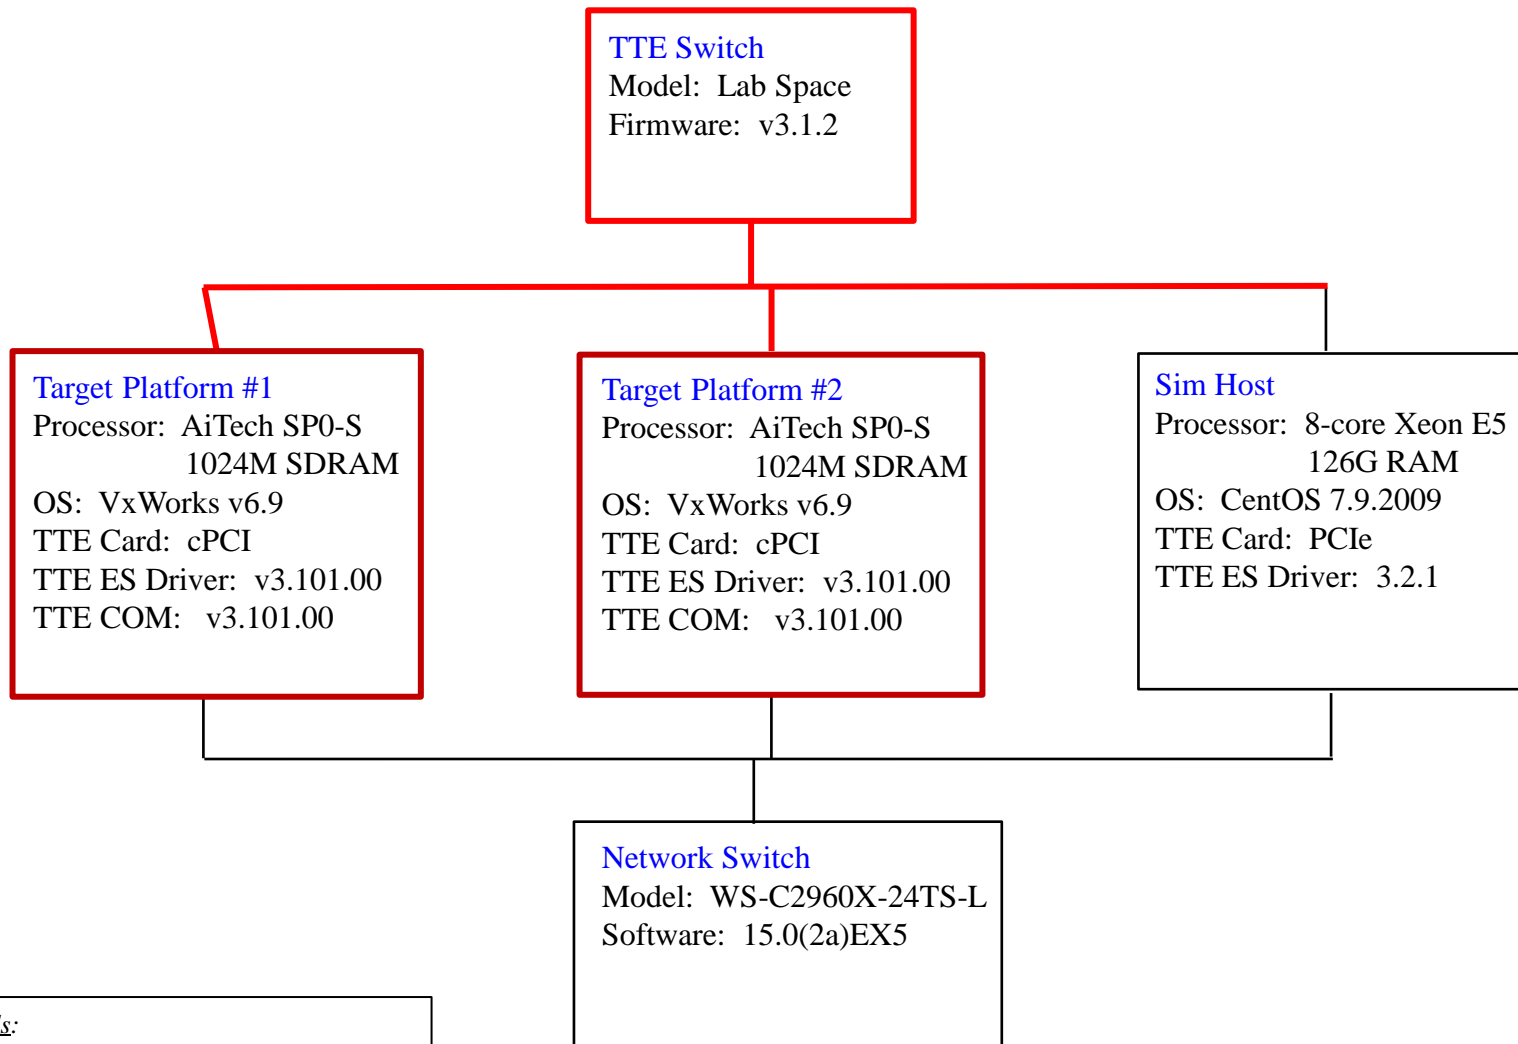 TTE Switch
Model: Lab Space
Firmware: v3.1.2
Target Platform #1
Processor: AiTech SP0-S
1024M SDRAM
OS: VxWorks v6.9
TTE Card: cPCI
TTE ES Driver: v3.101.00
TTE COM: v3.101.00
Target Platform #2
Processor: AiTech SP0-S
1024M SDRAM
OS: VxWorks v6.9
TTE Card: cPCI
TTE ES Driver: v3.101.00
TTE COM: v3.101.00
Sim Host
Processor: 8-core Xeon E5
126G RAM
OS: CentOS 7.9.2009
TTE Card: PCIe
TTE ES Driver: 3.2.1
Network Switch
Model: WS-C2960X-24TS-L
Software: 15.0(2a)EX5